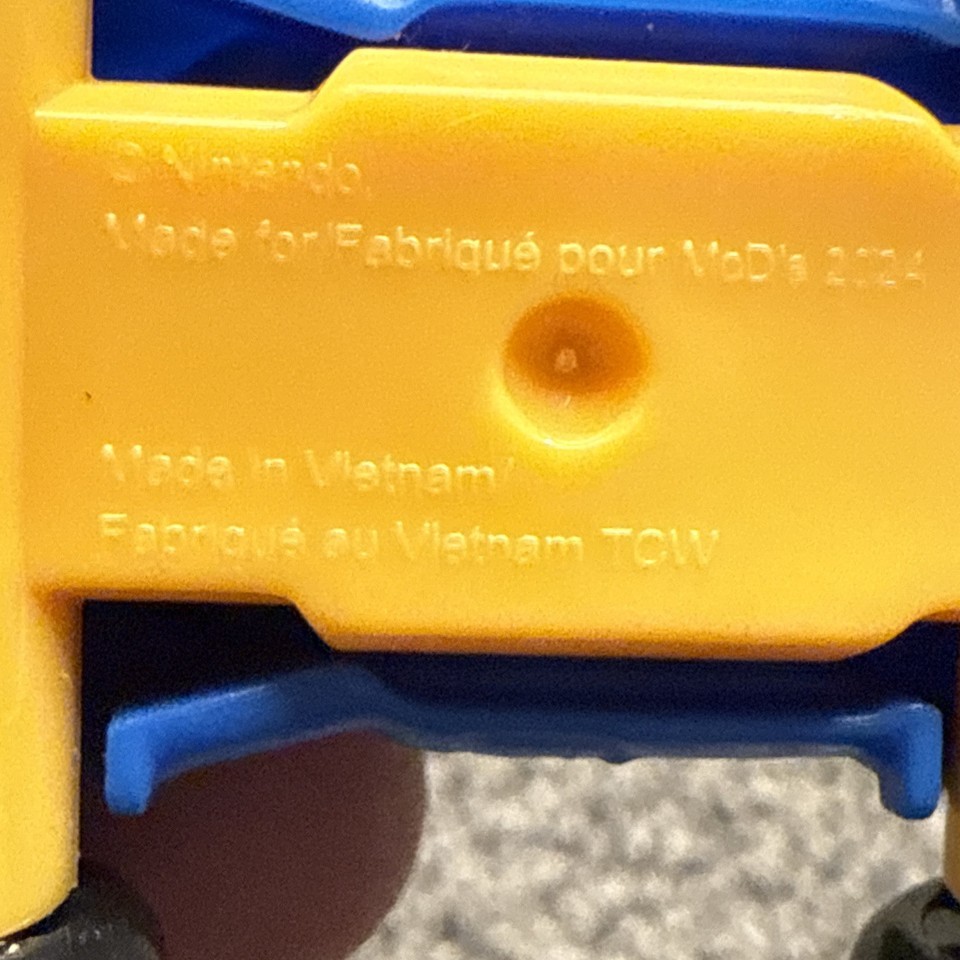 © Nintendo.
Made for/Fabriqué pour McD's 2024
Made in Vietnam/
Fabriqué au Vietnam TCW